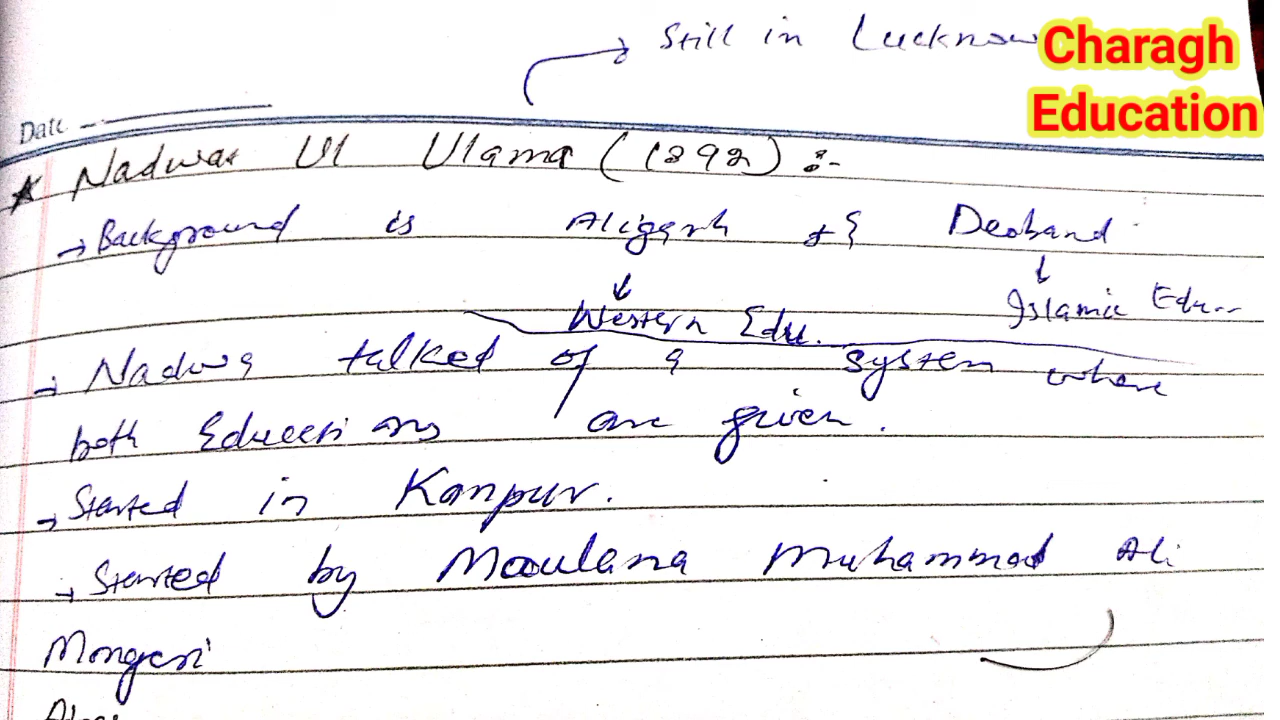 → Still in Lucknow
Charagh
Education
Date
* Nadwat Ul Ulama (1892) :-
→ Background is Aligarh & Deoband
↓ ↓
Western Edu. Islamic Edu..
→ Nadwa talked of a system where
both Educations are given.
→ Started in Kanpur.
→ Started by Maulana Muhammad Ali
Mongeri